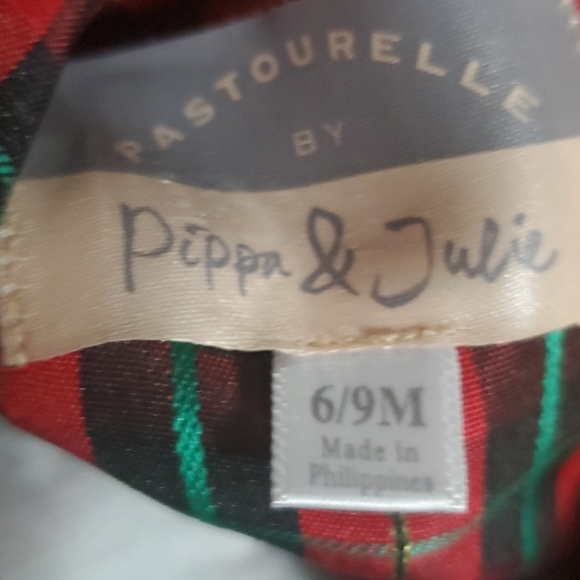 PASTOURELLE
BY
Pippa & Julie
6/9M
Made in
Philippines